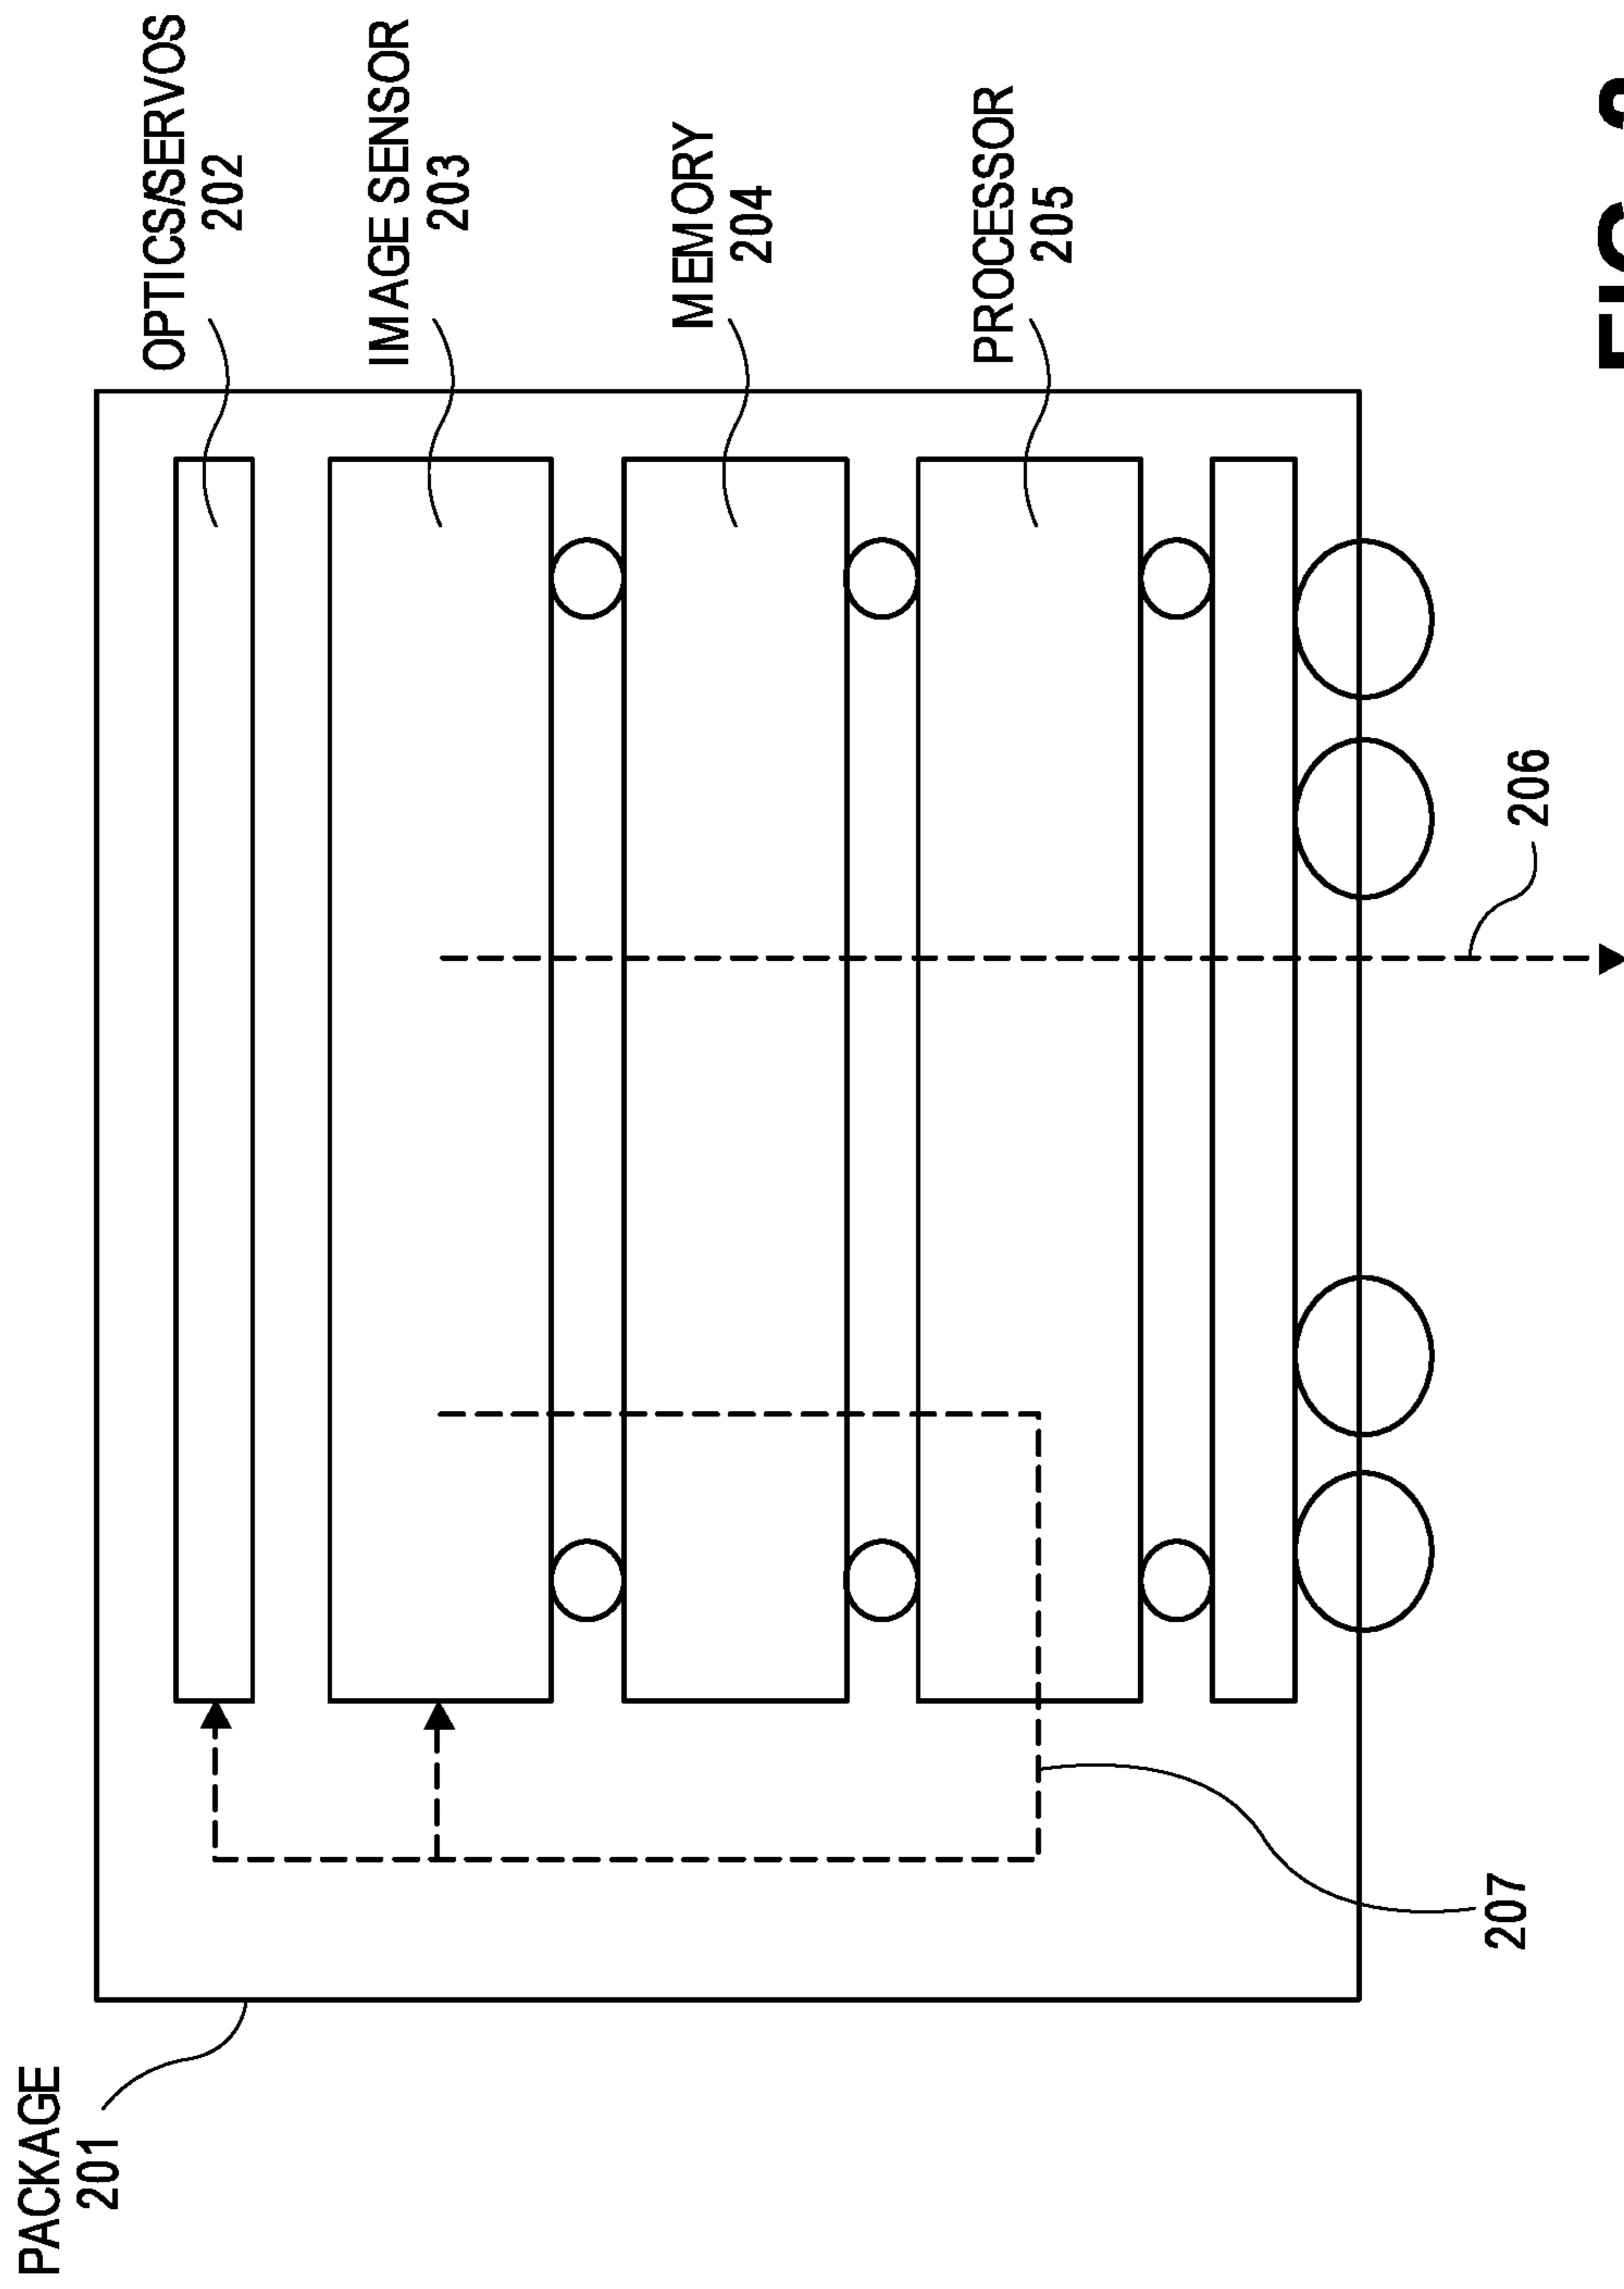 PACKAGE
201
OPTICS/SERVOS
202
IMAGE SENSOR
203
MEMORY
204
PROCESSOR
205
206
207